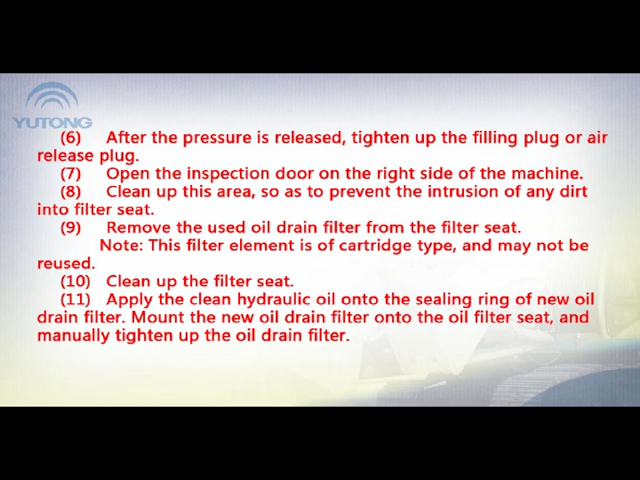 YUTONG
(6) After the pressure is released, tighten up the filling plug or air
release plug.
(7) Open the inspection door on the right side of the machine.
(8) Clean up this area, so as to prevent the intrusion of any dirt
into filter seat.
(9) Remove the used oil drain filter from the filter seat.
Note: This filter element is of cartridge type, and may not be
reused.
(10) Clean up the filter seat.
(11) Apply the clean hydraulic oil onto the sealing ring of new oil
drain filter. Mount the new oil drain filter onto the oil filter seat, and
manually tighten up the oil drain filter.